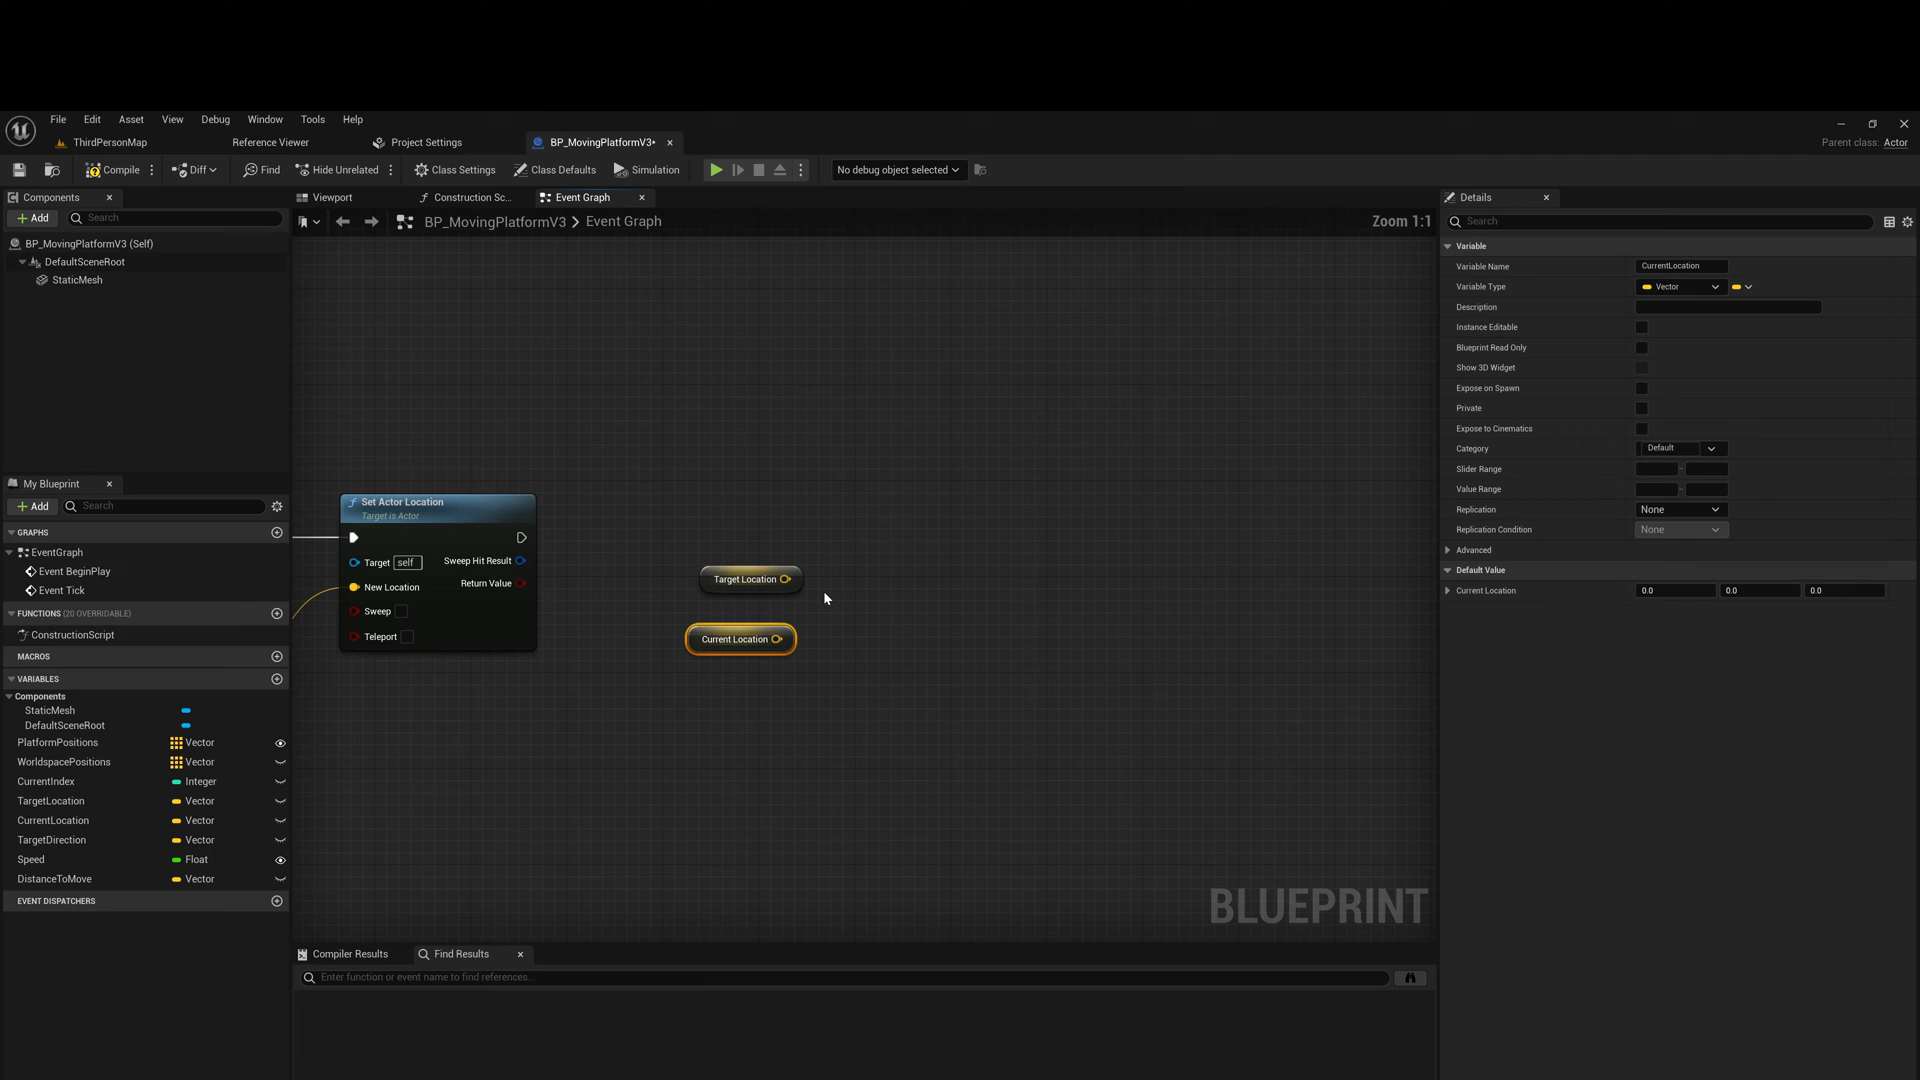 File Edit Asset View Debug Window Tools Help
ThirdPersonMap Reference Viewer Project Settings BP_MovingPlatformV3*
Parent class: Actor
Compile Diff Find Hide Unrelated Class Settings Class Defaults Simulation No debug object selected
Components
Add Search
BP_MovingPlatformV3 (Self)
DefaultSceneRoot
StaticMesh
My Blueprint
Add Search
GRAPHS
EventGraph
Event BeginPlay
Event Tick
FUNCTIONS (20 OVERRIDABLE)
ConstructionScript
MACROS
VARIABLES
Components
StaticMesh
DefaultSceneRoot
PlatformPositions Vector
WorldspacePositions Vector
CurrentIndex Integer
TargetLocation Vector
CurrentLocation Vector
TargetDirection Vector
Speed Float
DistanceToMove Vector
EVENT DISPATCHERS
Viewport Construction Sc... Event Graph
BP_MovingPlatformV3 > Event Graph Zoom 1:1
Set Actor Location
Target is Actor
Target self Sweep Hit Result
New Location Return Value
Sweep
Teleport
Target Location
Current Location
BLUEPRINT
Compiler Results Find Results
Enter function or event name to find references...
Details
Search
Variable
Variable Name CurrentLocation
Variable Type Vector
Description
Instance Editable
Blueprint Read Only
Show 3D Widget
Expose on Spawn
Private
Expose to Cinematics
Category Default
Slider Range
Value Range
Replication None
Replication Condition None
Advanced
Default Value
Current Location 0.0 0.0 0.0